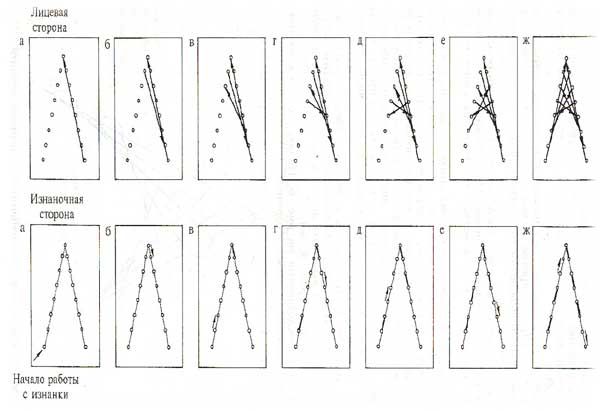 Лицевая
сторона
а б в г д е ж
Изнаночная
сторона
а б в г д е ж
Начало работы
с изнанки